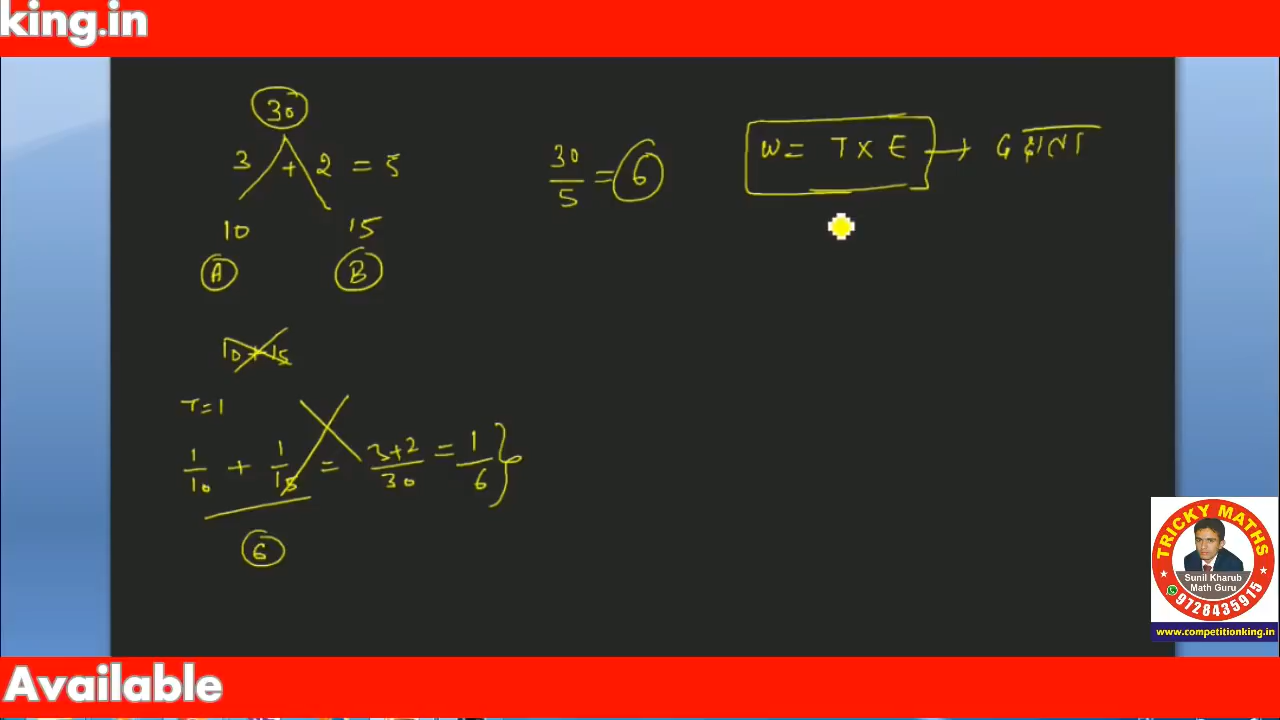 king.in
30
3 + 2 = 5
10 15
A B
30/5 = 6
W = T x E →
10 + 15
T=1
1/10 + 1/15 = 3+2/30 = 1/6
6
TRICKY MATHS
Sunil Kharub
Math Guru
9728435915
www.competitionking.in
Available